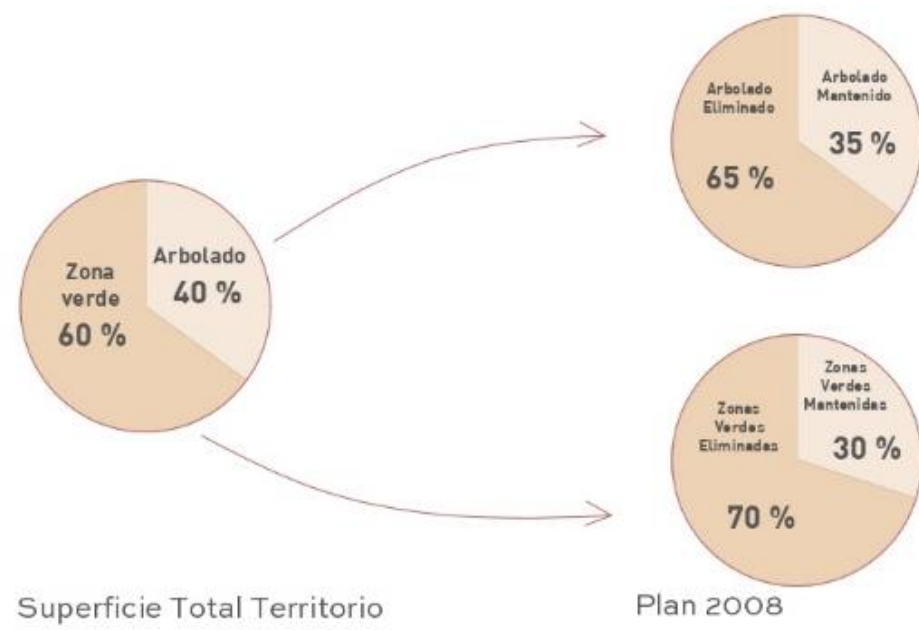 Zona
verde
60 %
Arbolado
40 %
Arbolado
Eliminado
65 %
Arbolado
Mantenido
35 %
Zonas
Verdes
Eliminadas
70 %
Zonas
Verdes
Mantenidas
30 %
Superficie Total Territorio
Plan 2008